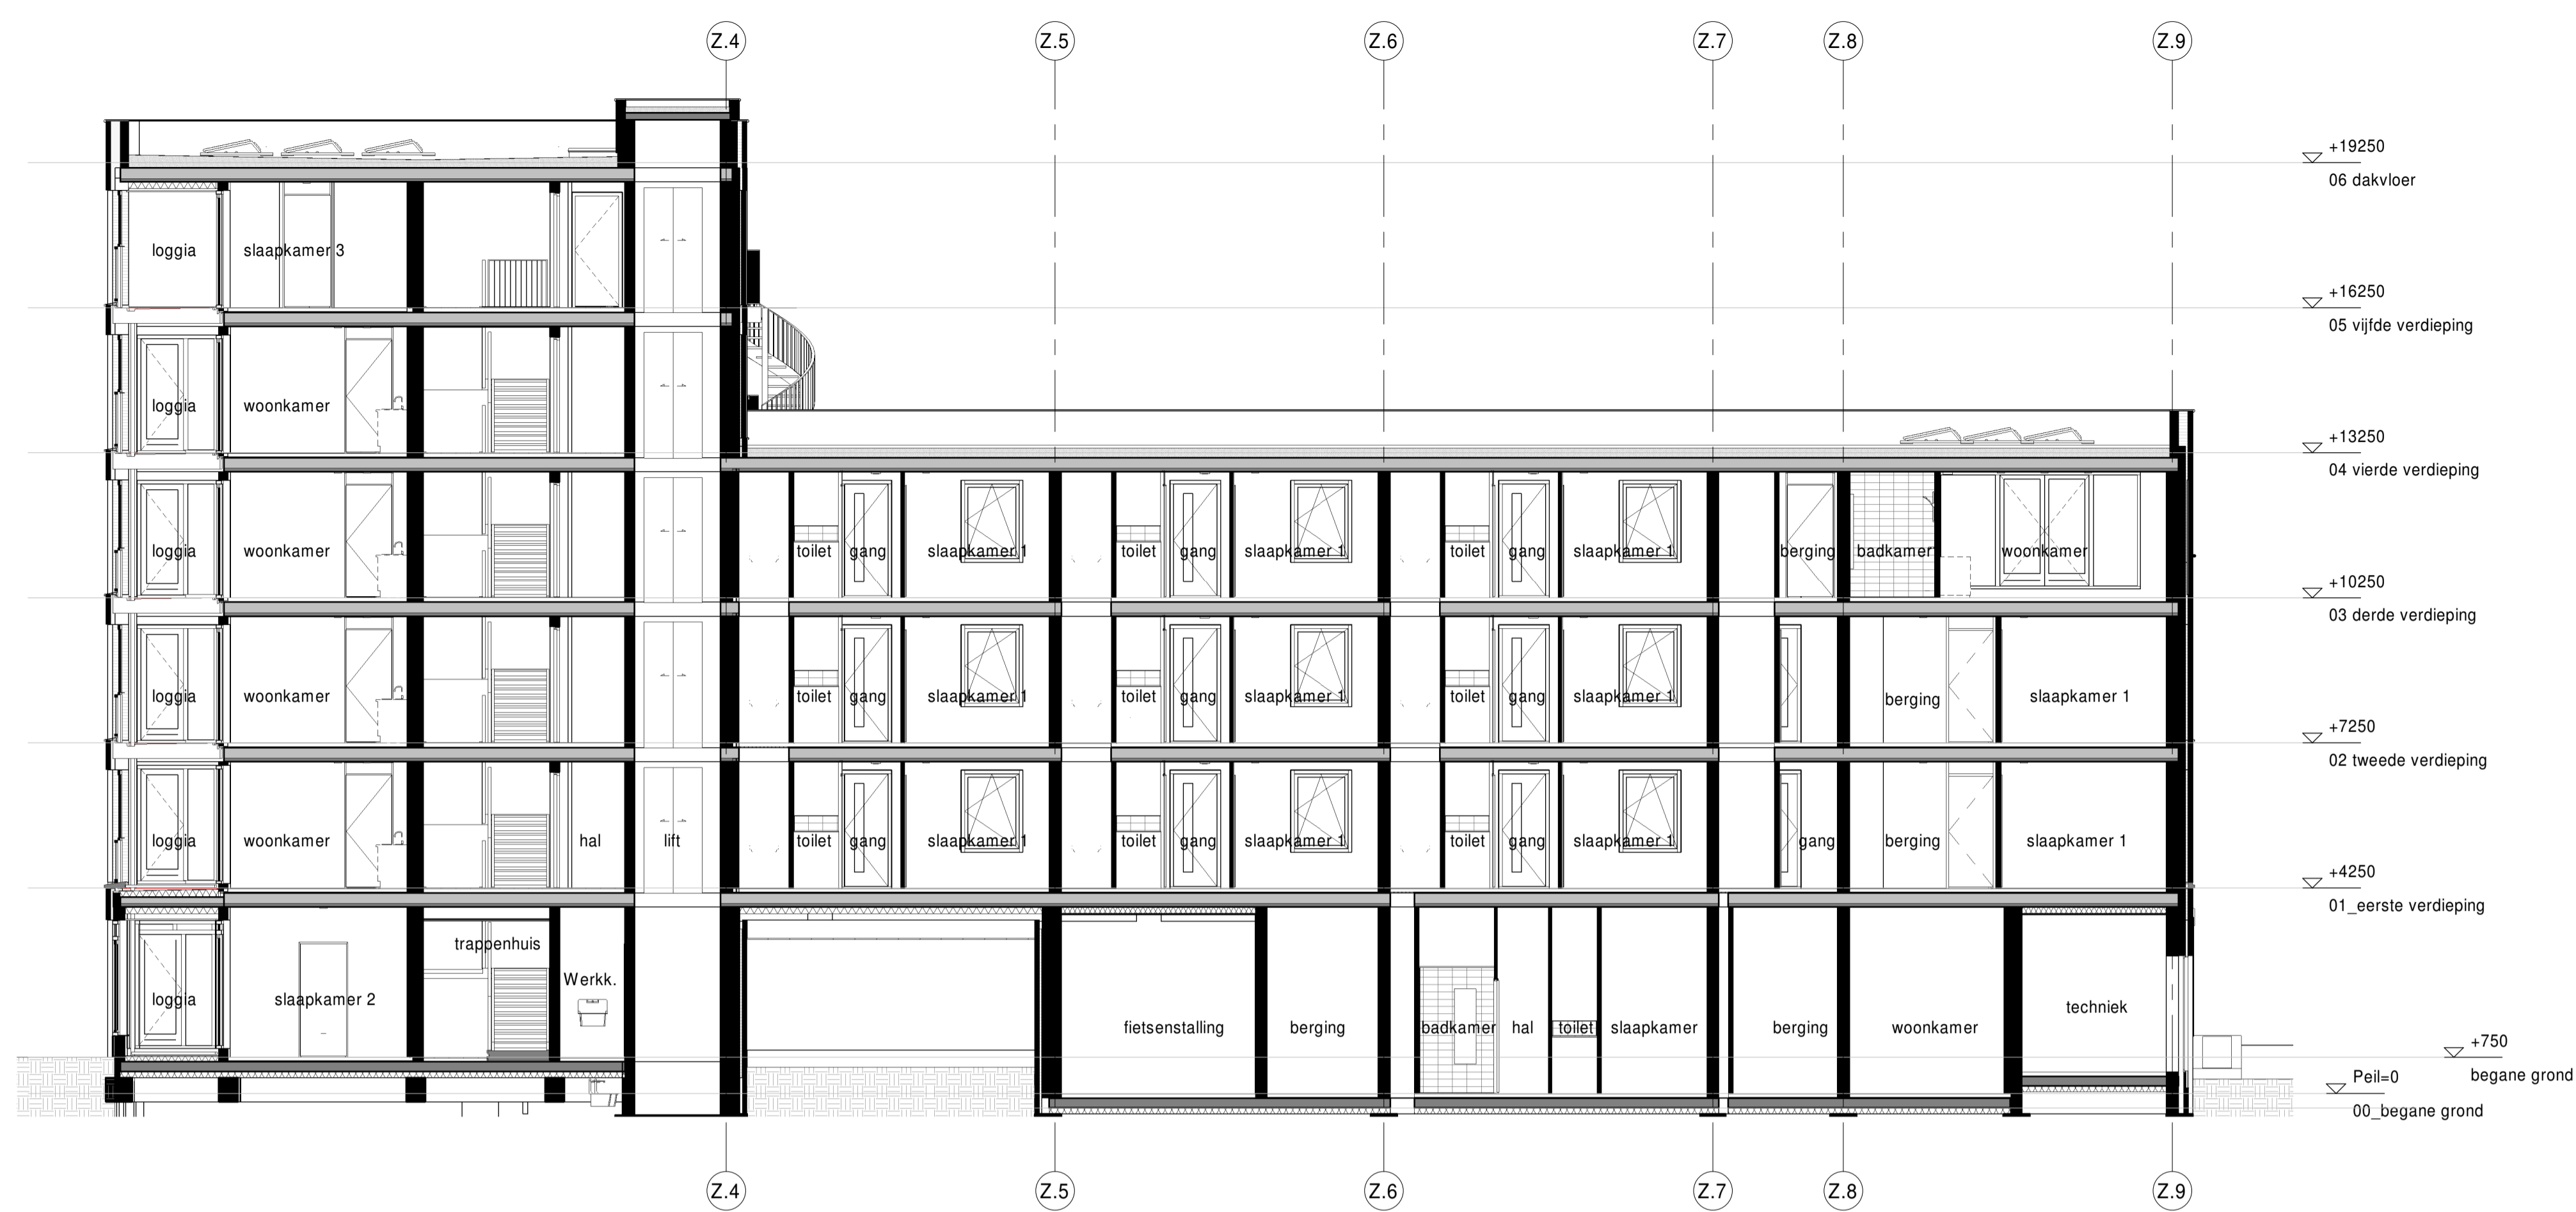 Z.4 Z.5 Z.6 Z.7 Z.8 Z.9
+19250
06 dakvloer
loggia slaapkamer 3
+16250
05 vijfde verdieping
loggia woonkamer
+13250
04 vierde verdieping
loggia woonkamer toilet gang slaapkamer 1 toilet gang slaapkamer 1 toilet gang slaapkamer 1 berging badkamer woonkamer
+10250
03 derde verdieping
loggia woonkamer toilet gang slaapkamer 1 toilet gang slaapkamer 1 toilet gang slaapkamer 1 berging slaapkamer 1
+7250
02 tweede verdieping
loggia woonkamer hal lift toilet gang slaapkamer 1 toilet gang slaapkamer 1 toilet gang slaapkamer 1 gang berging slaapkamer 1
+4250
01_eerste verdieping
trappenhuis
Werkk.
loggia slaapkamer 2 techniek
fietsenstalling berging badkamer hal toilet slaapkamer berging woonkamer
+750
begane grond
Peil=0
00_begane grond
Z.4 Z.5 Z.6 Z.7 Z.8 Z.9